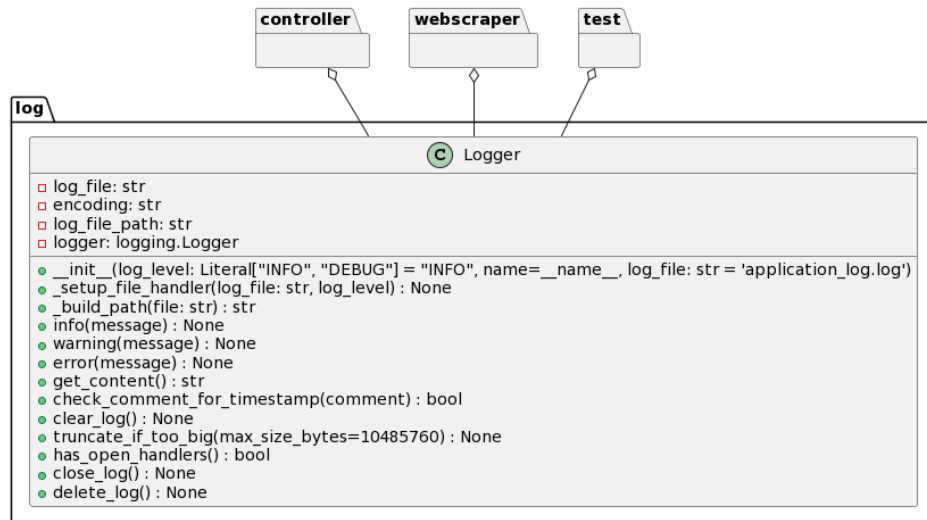 controller
webscraper
test
log
C Logger
log_file: str
encoding: str
log_file_path: str
logger: logging.Logger
__init__(log_level: Literal["INFO", "DEBUG"] = "INFO", name=__name__, log_file: str = 'application_log.log')
_setup_file_handler(log_file: str, log_level) : None
_build_path(file: str) : str
info(message) : None
warning(message) : None
error(message) : None
get_content() : str
check_comment_for_timestamp(comment) : bool
clear_log() : None
truncate_if_too_big(max_size_bytes=10485760) : None
has_open_handlers() : bool
close_log() : None
delete_log() : None